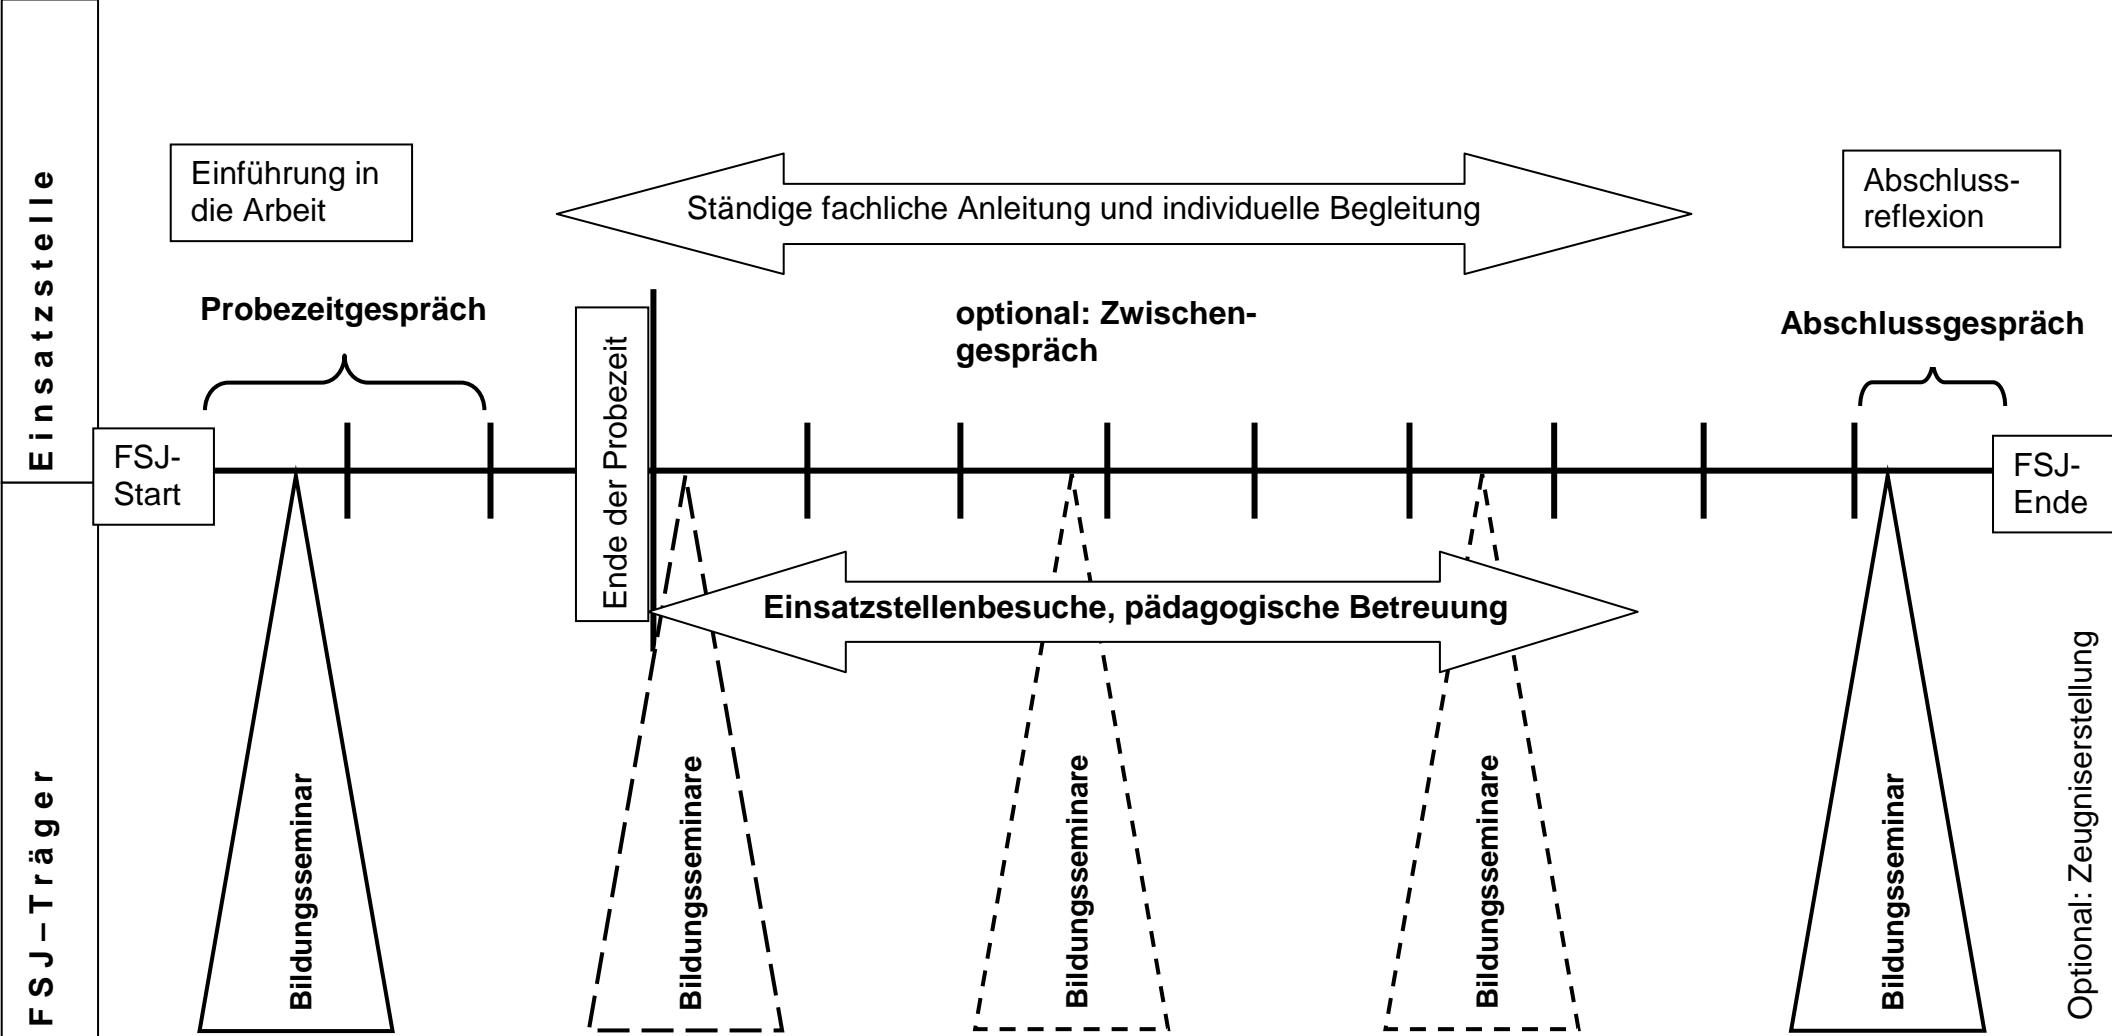 Einsatzstelle
Einführung in
die Arbeit
Ständige fachliche Anleitung und individuelle Begleitung
Abschluss-
reflexion
Probezeitgespräch
optional: Zwischen-
gespräch
Abschlussgespräch
FSJ-
Start
Ende der Probezeit
FSJ-
Ende
FSJ–Träger
Einsatzstellenbesuche, pädagogische Betreuung
Bildungsseminar
Bildungsseminare
Bildungsseminare
Bildungsseminare
Bildungsseminar
Optional: Zeugniserstellung